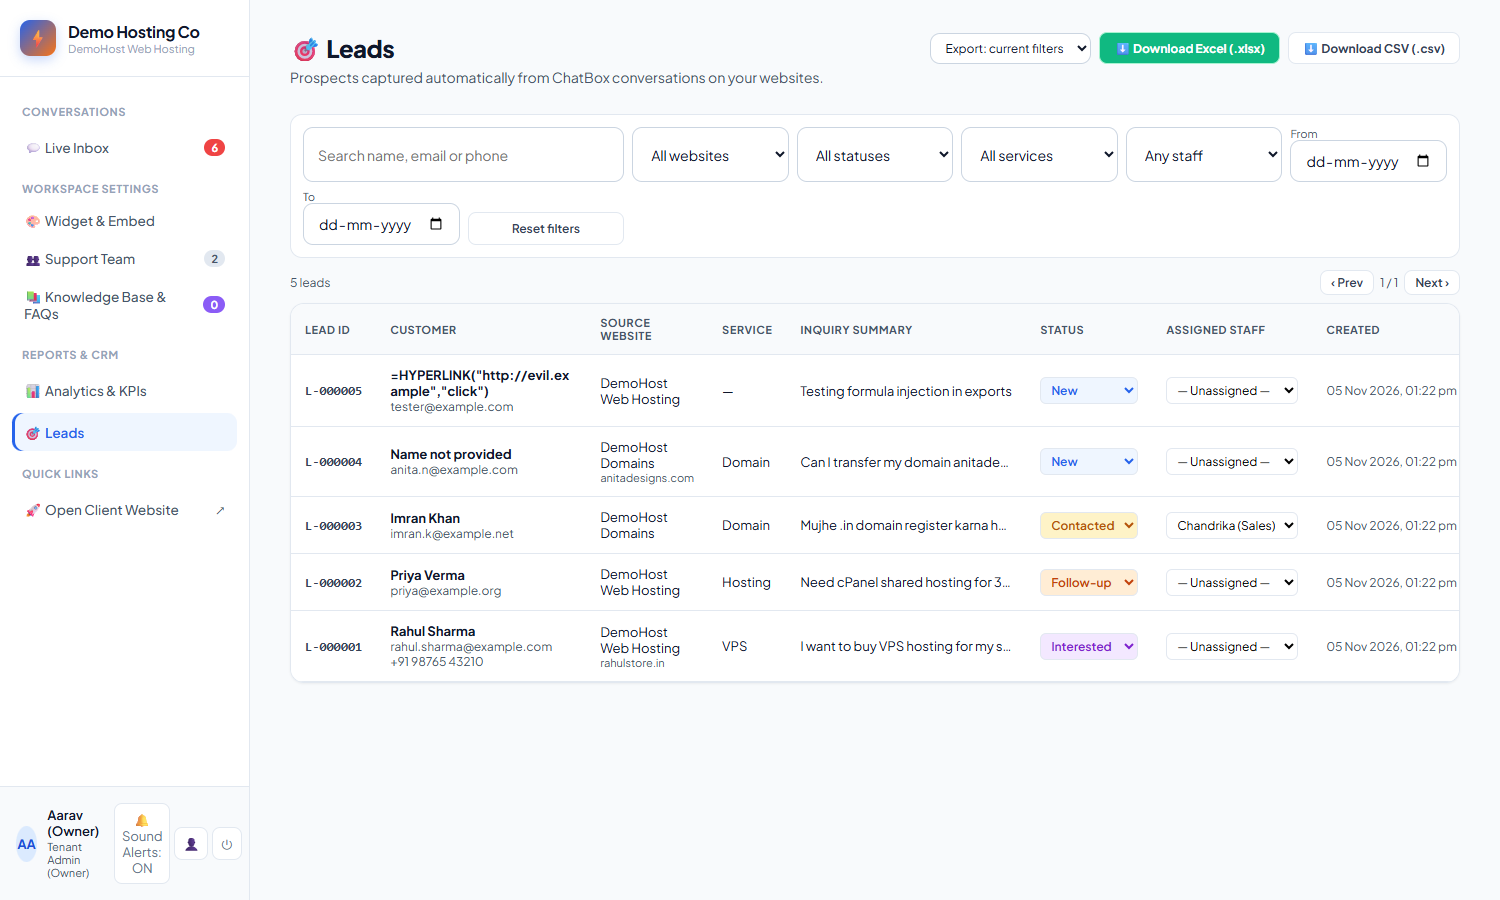 Demo Hosting Co
DemoHost Web Hosting
CONVERSATIONS
Live Inbox 6
WORKSPACE SETTINGS
Widget & Embed
Support Team 2
Knowledge Base &
FAQs 0
REPORTS & CRM
Analytics & KPIs
Leads
QUICK LINKS
Open Client Website ↗
AA
Aarav
(Owner)
Tenant
Admin
(Owner)
Sound
Alerts:
ON
Leads
Prospects captured automatically from ChatBox conversations on your websites.
Export: current filters
Download Excel (.xlsx)
Download CSV (.csv)
Search name, email or phone
All websites
All statuses
All services
Any staff
From
dd-mm-yyyy
To
dd-mm-yyyy
Reset filters
5 leads
‹ Prev 1 / 1 Next ›
LEAD ID CUSTOMER SOURCE WEBSITE SERVICE INQUIRY SUMMARY STATUS ASSIGNED STAFF CREATED
L-000005
=HYPERLINK("http://evil.ex
ample","click")
tester@example.com
DemoHost
Web Hosting
—
Testing formula injection in exports
New
— Unassigned —
05 Nov 2026, 01:22 pm
L-000004
Name not provided
anita.n@example.com
DemoHost
Domains
anitadesigns.com
Domain
Can I transfer my domain anitade...
New
— Unassigned —
05 Nov 2026, 01:22 pm
L-000003
Imran Khan
imran.k@example.net
DemoHost
Domains
Domain
Mujhe .in domain register karna h...
Contacted
Chandrika (Sales)
05 Nov 2026, 01:22 pm
L-000002
Priya Verma
priya@example.org
DemoHost
Web Hosting
Hosting
Need cPanel shared hosting for 3...
Follow-up
— Unassigned —
05 Nov 2026, 01:22 pm
L-000001
Rahul Sharma
rahul.sharma@example.com
+91 98765 43210
DemoHost
Web Hosting
rahulstore.in
VPS
I want to buy VPS hosting for my s...
Interested
— Unassigned —
05 Nov 2026, 01:22 pm